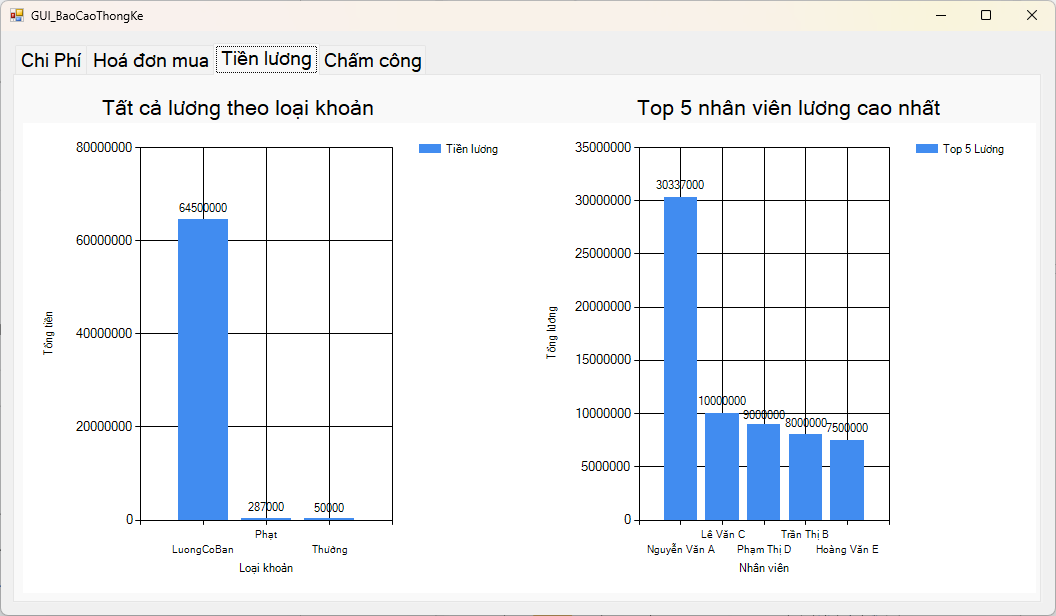 GUI_BaoCaoThongKe
Chi Phí Hoá đơn mua Tiền lương Chấm công
Tất cả lương theo loại khoản
80000000
60000000
40000000
20000000
0
Tổng tiền
64500000
287000
50000
LuongCoBan
Phạt
Thưởng
Loại khoản
Tiền lương
Top 5 nhân viên lương cao nhất
35000000
30000000
25000000
20000000
15000000
10000000
5000000
0
Tổng lương
30337000
10000000
9000000
8000000
7500000
Nguyễn Văn A
Lê Văn C
Phạm Thị D
Trần Thị B
Hoàng Văn E
Nhân viên
Top 5 Lương